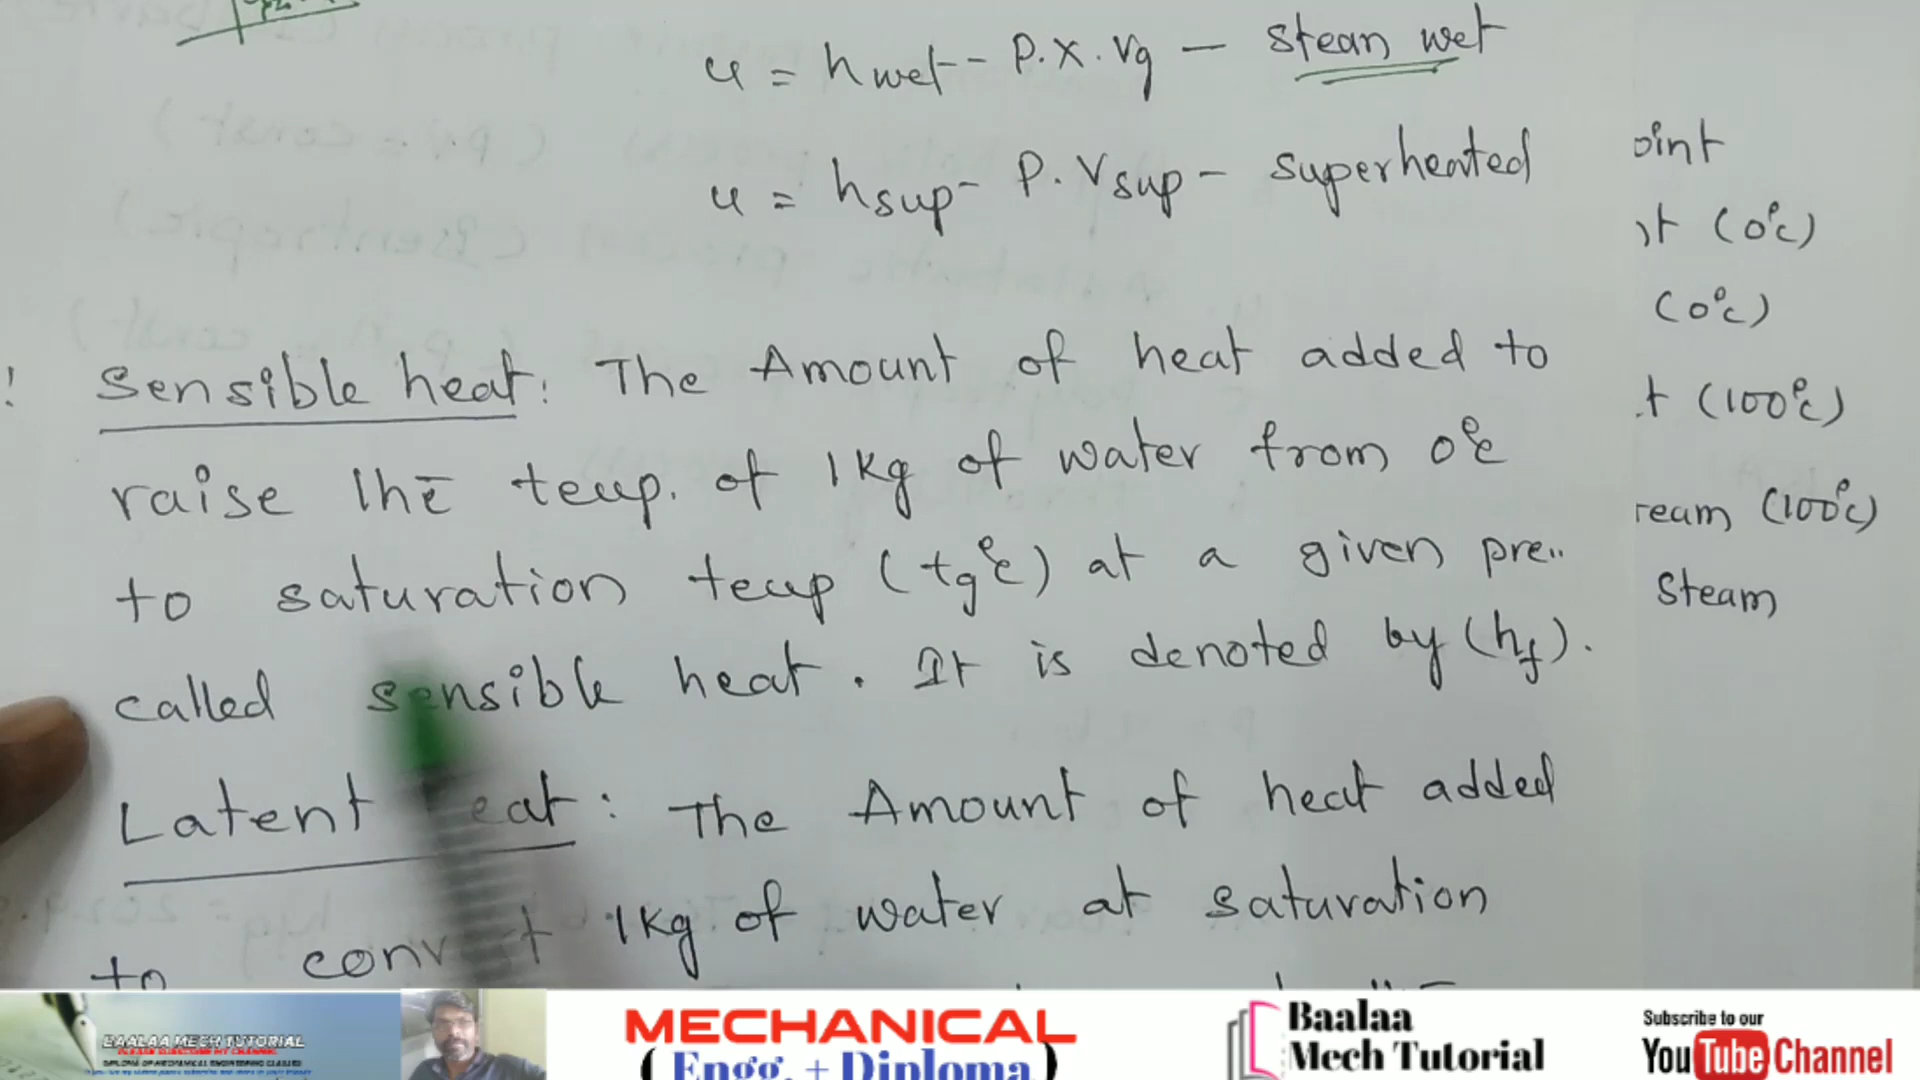 u = hwet - P.x.vg - stean wet
u = hsup - P.vsup - superheated
oint
(0°c)
(0°c)
t (100°c)
ream (100°c)
Steam
Sensible heat: The Amount of heat added to
raise the temp. of 1kg of water from 0°c
to saturation temp (tg°c) at a given pre..
called sensible heat. It is denoted by (hf).
Latent eat: The Amount of heat added
to conv t 1kg of water at saturation
BAALAA MECH TUTORIAL
MECHANICAL
(Engg. + Diploma)
Baalaa
Mech Tutorial
Subscribe to our
YouTube Channel